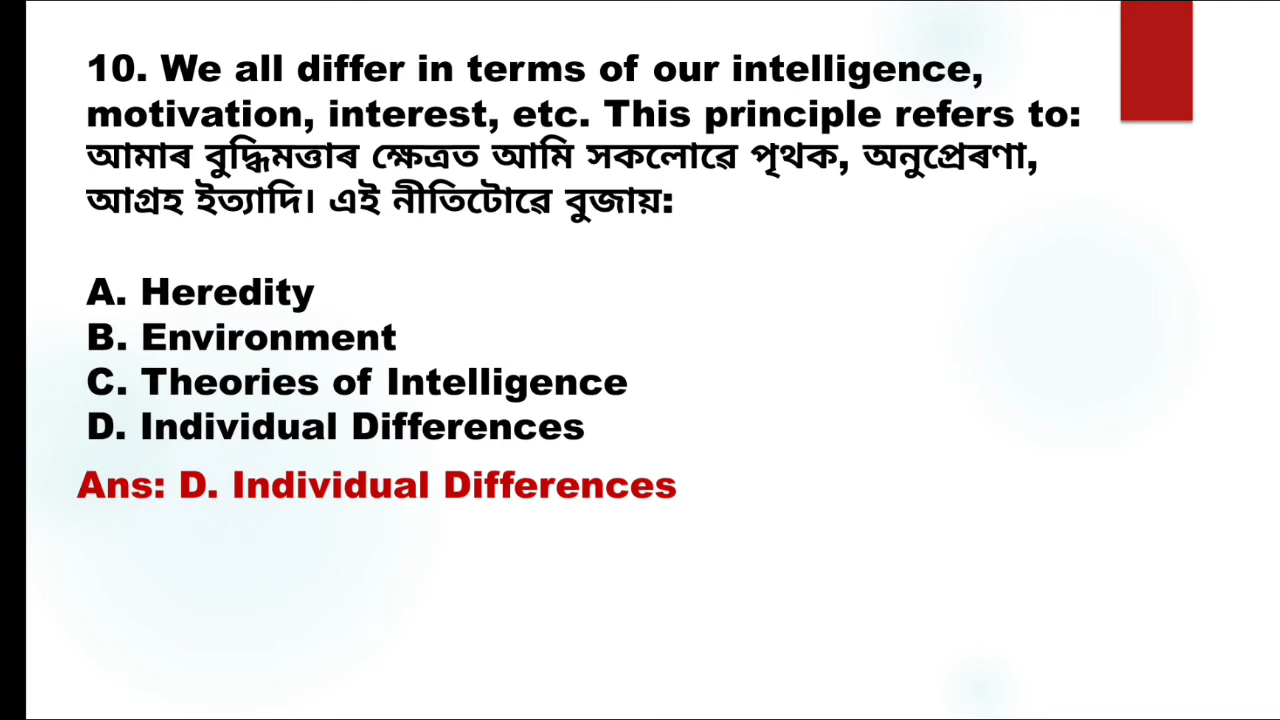 10. We all differ in terms of our intelligence,
motivation, interest, etc. This principle refers to:
আমাৰ বুদ্ধিমত্তাৰ ক্ষেত্ৰত আমি সকলোৱে পৃথক, অনুপ্ৰেৰণা,
আগ্ৰহ ইত্যাদি। এই নীতিটোৱে বুজায়:
A. Heredity
B. Environment
C. Theories of Intelligence
D. Individual Differences
Ans: D. Individual Differences